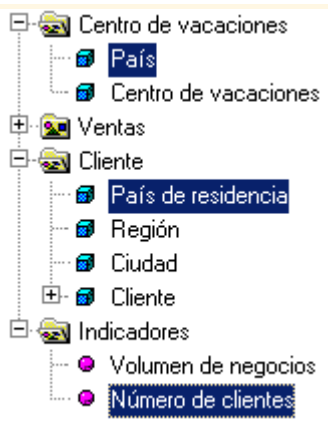 Centro de vacaciones
País
Centro de vacaciones
Ventas
Cliente
País de residencia
Región
Ciudad
Cliente
Indicadores
Volumen de negocios
Número de clientes